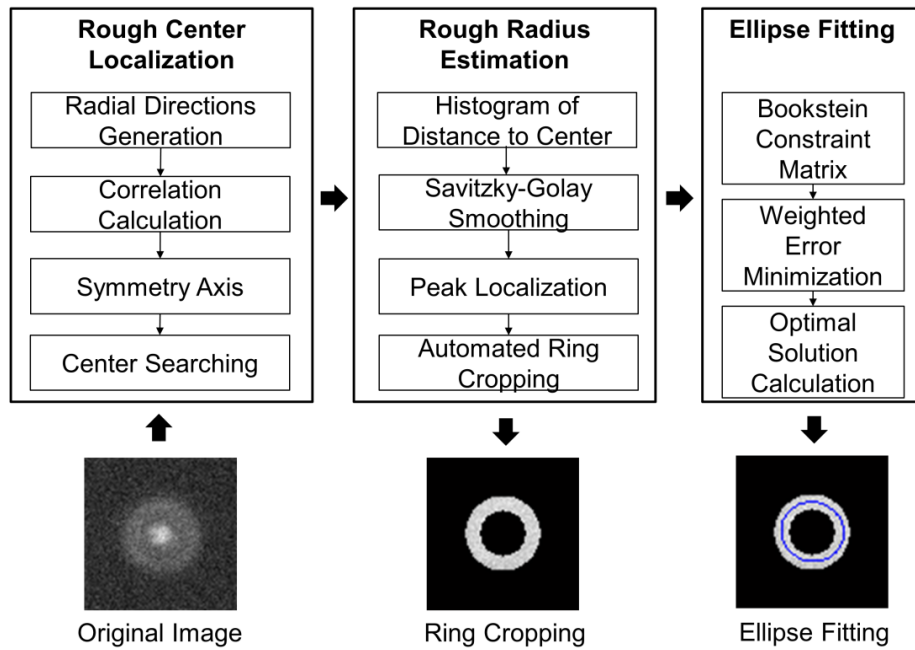 Rough Center
Localization
Radial Directions
Generation
Correlation
Calculation
Symmetry Axis
Center Searching
Rough Radius
Estimation
Histogram of
Distance to Center
Savitzky-Golay
Smoothing
Peak Localization
Automated Ring
Cropping
Ellipse Fitting
Bookstein
Constraint
Matrix
Weighted
Error
Minimization
Optimal
Solution
Calculation
Original Image
Ring Cropping
Ellipse Fitting